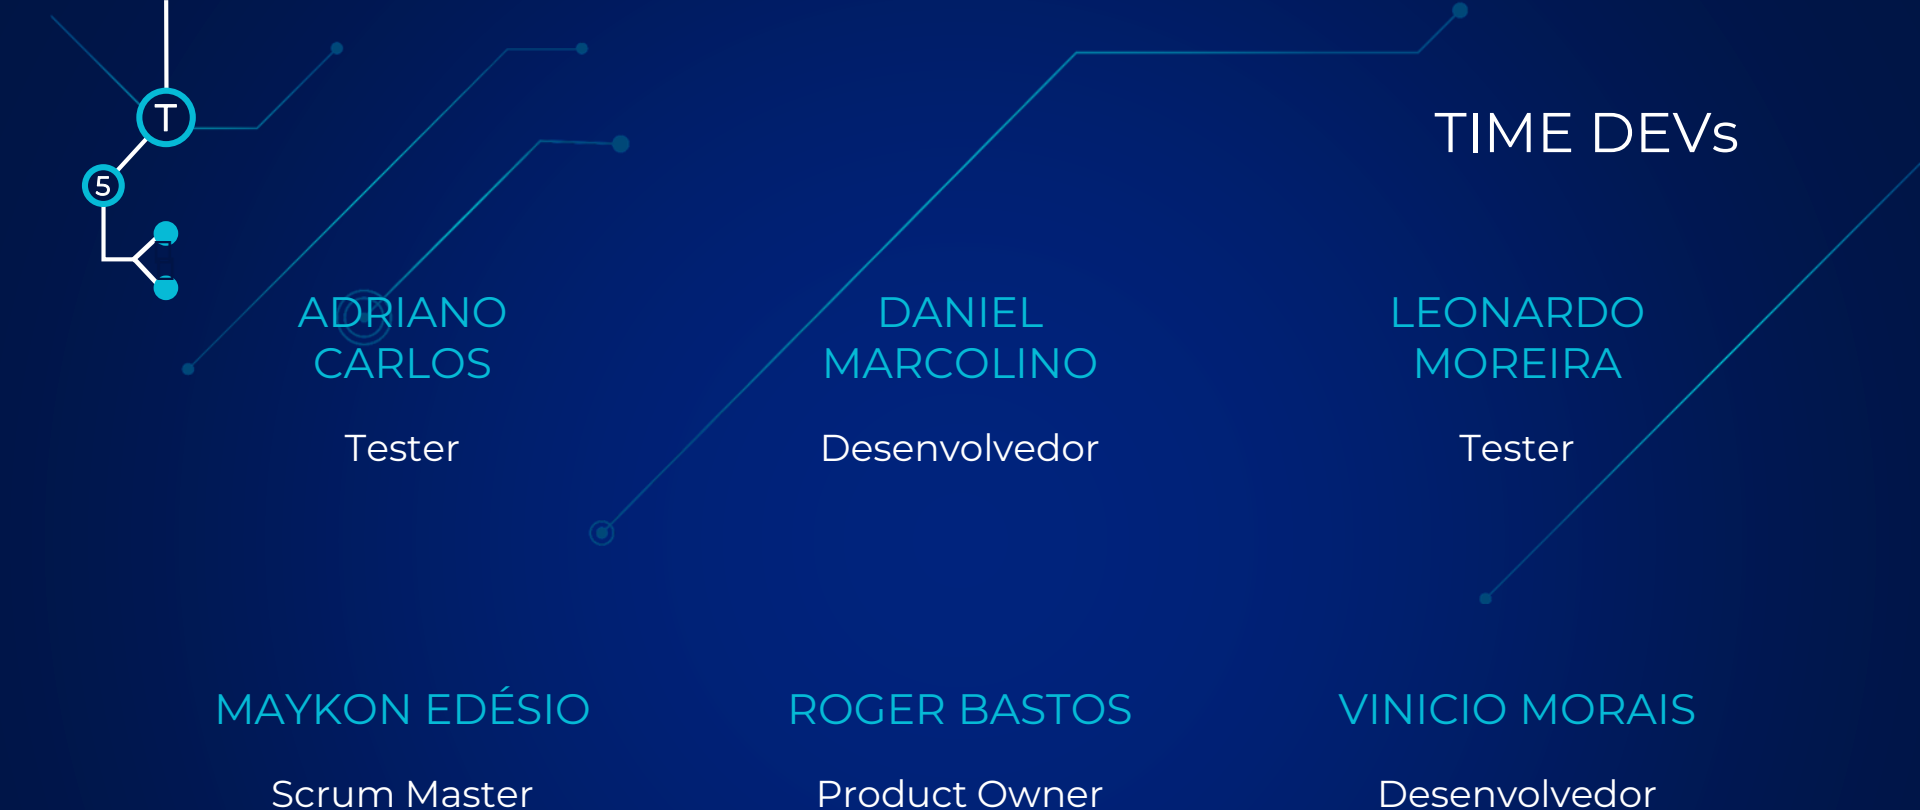 T
5
TIME DEVs
ADRIANO
CARLOS
Tester
DANIEL
MARCOLINO
Desenvolvedor
LEONARDO
MOREIRA
Tester
MAYKON EDÉSIO
Scrum Master
ROGER BASTOS
Product Owner
VINICIO MORAIS
Desenvolvedor